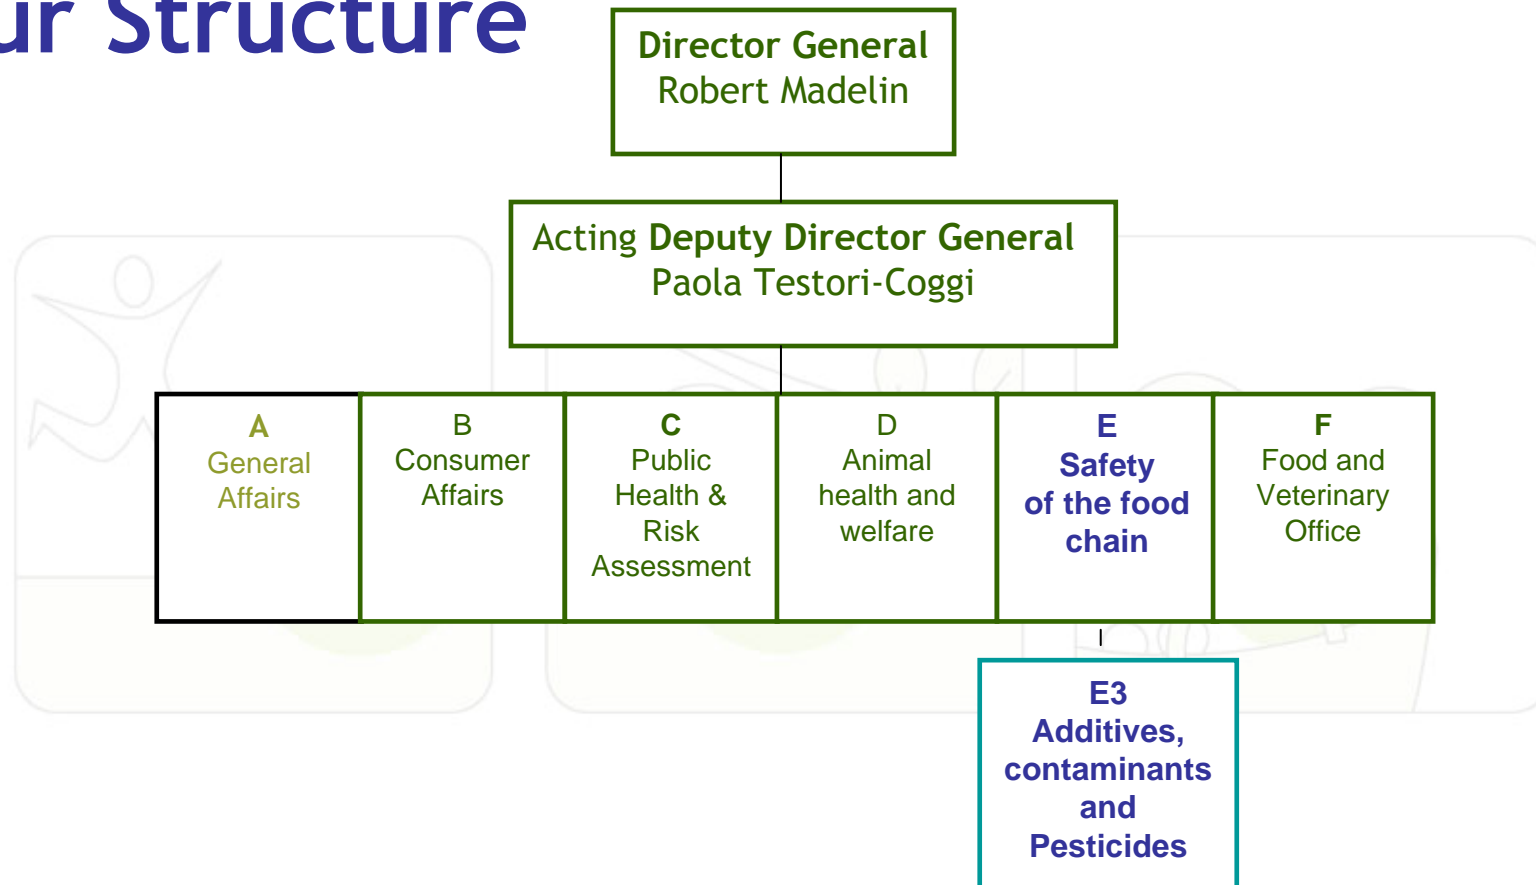 ur Structure
Director General
Robert Madelin
Acting Deputy Director General
Paola Testori-Coggi
A
General
Affairs
B
Consumer
Affairs
C
Public
Health &
Risk
Assessment
D
Animal
health and
welfare
E
Safety
of the food
chain
F
Food and
Veterinary
Office
E3
Additives,
contaminants
and
Pesticides